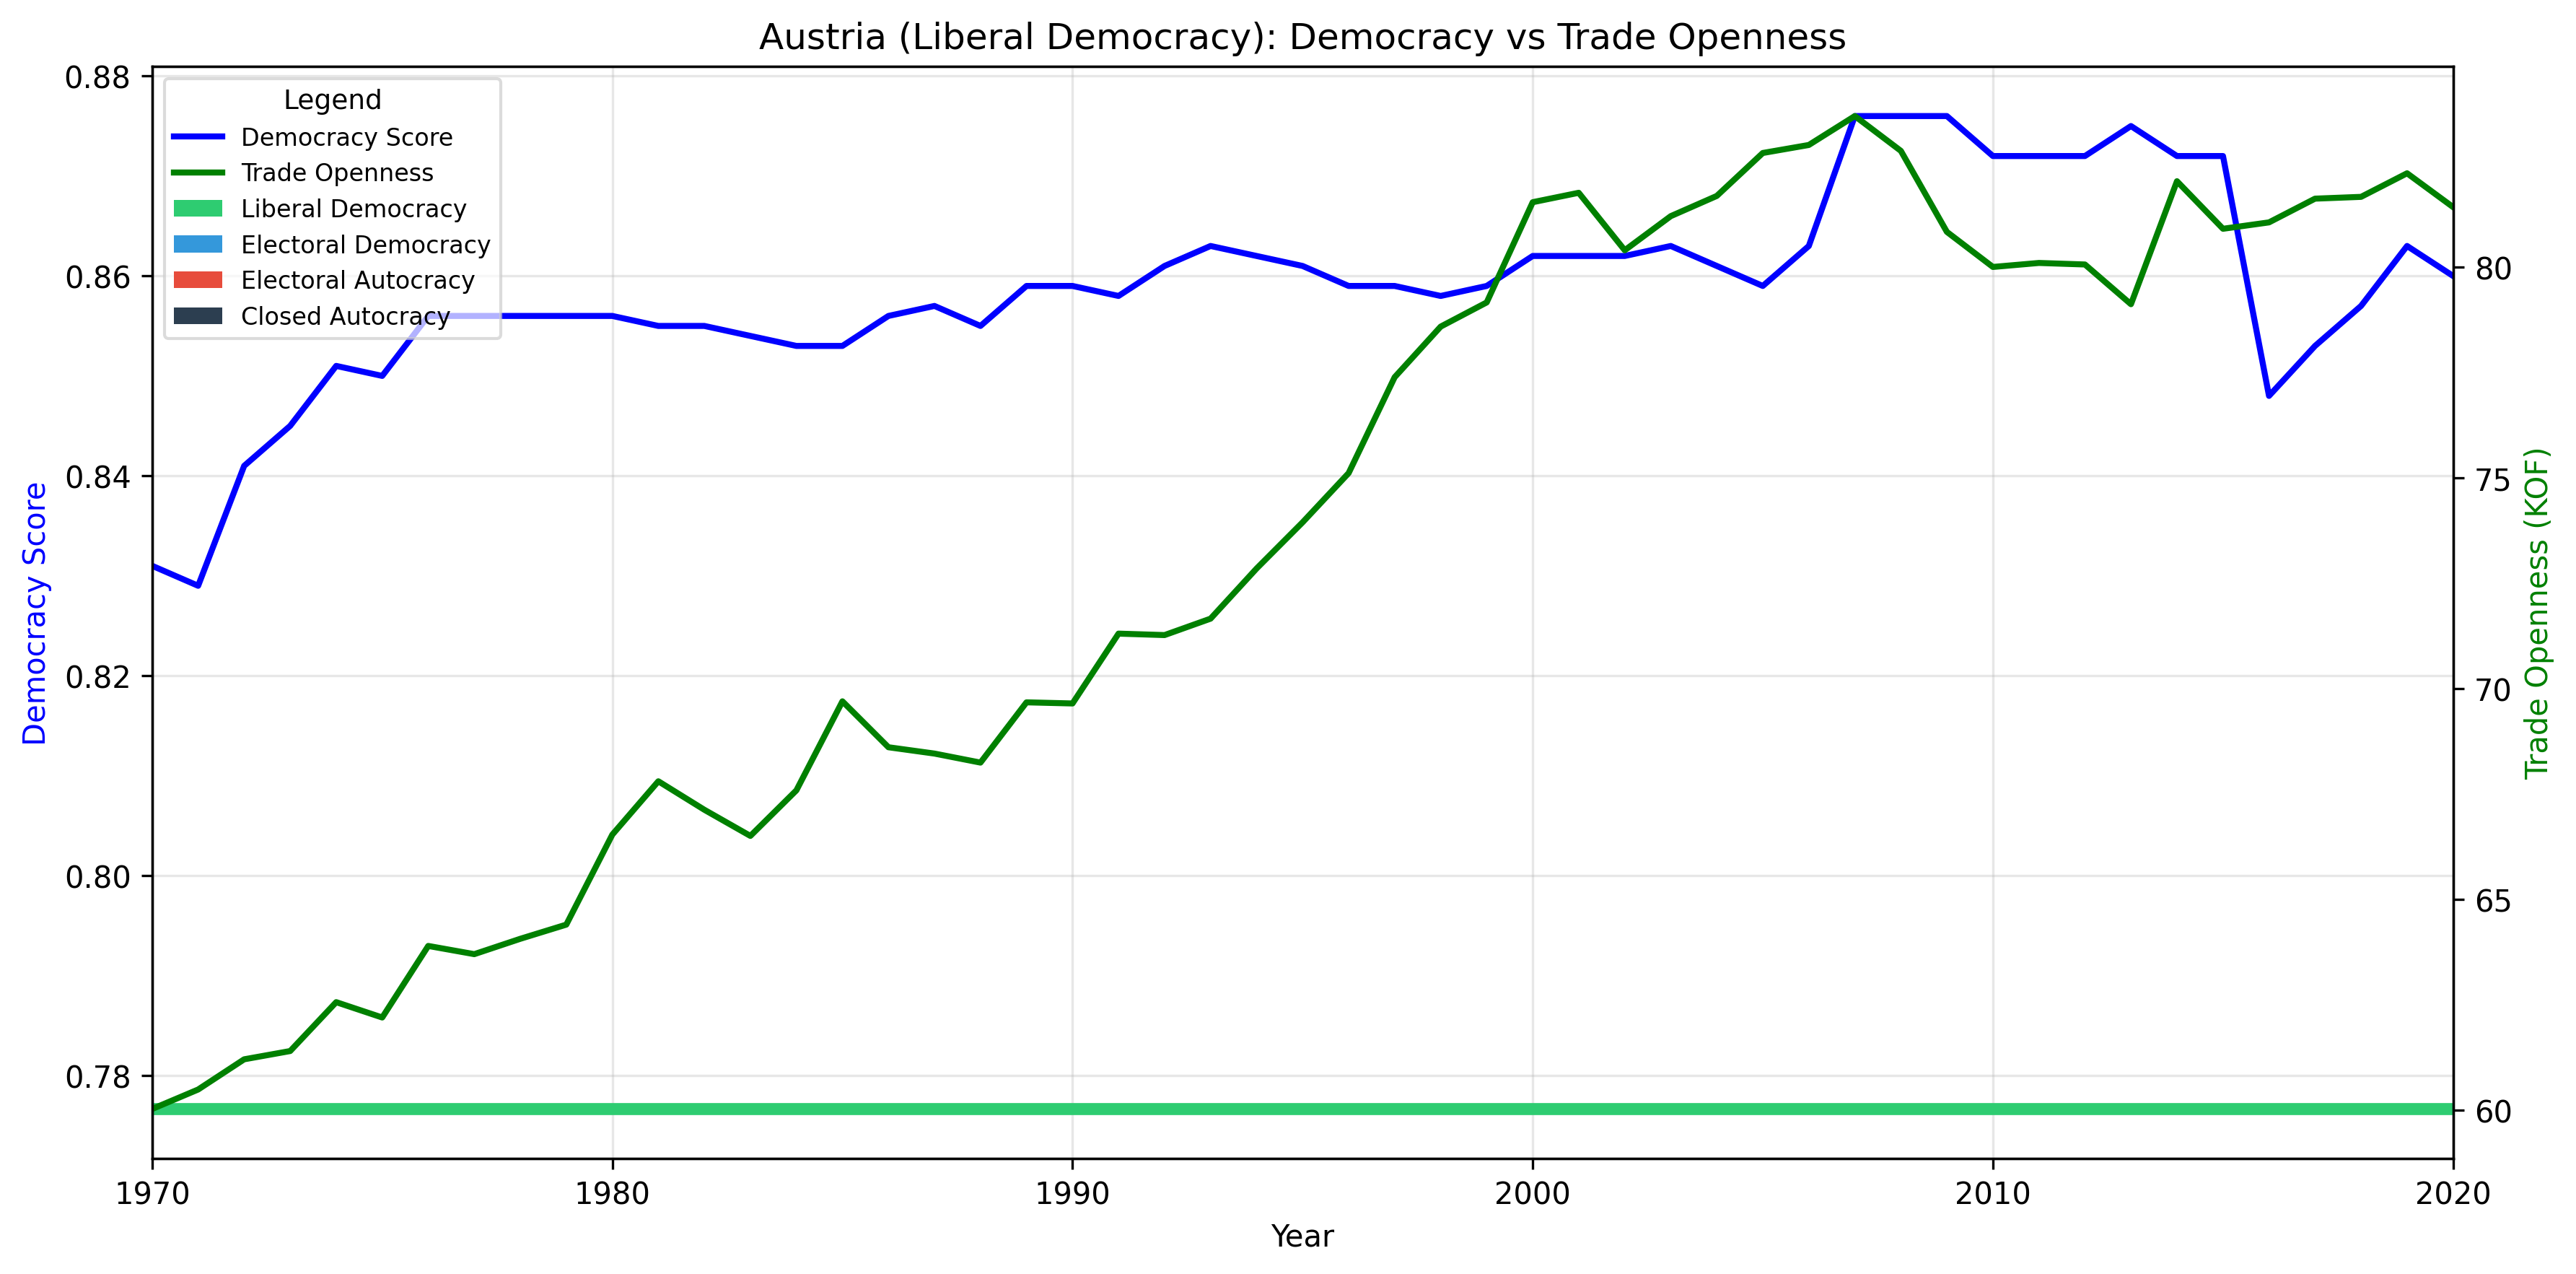 Austria (Liberal Democracy): Democracy vs Trade Openness
Legend
Democracy Score
Trade Openness
Liberal Democracy
Electoral Democracy
Electoral Autocracy
Closed Autocracy
Democracy Score
0.88
0.86
0.84
0.82
0.80
0.78
80
75
70
65
60
Trade Openness (KOF)
1970 1980 1990 2000 2010 2020
Year